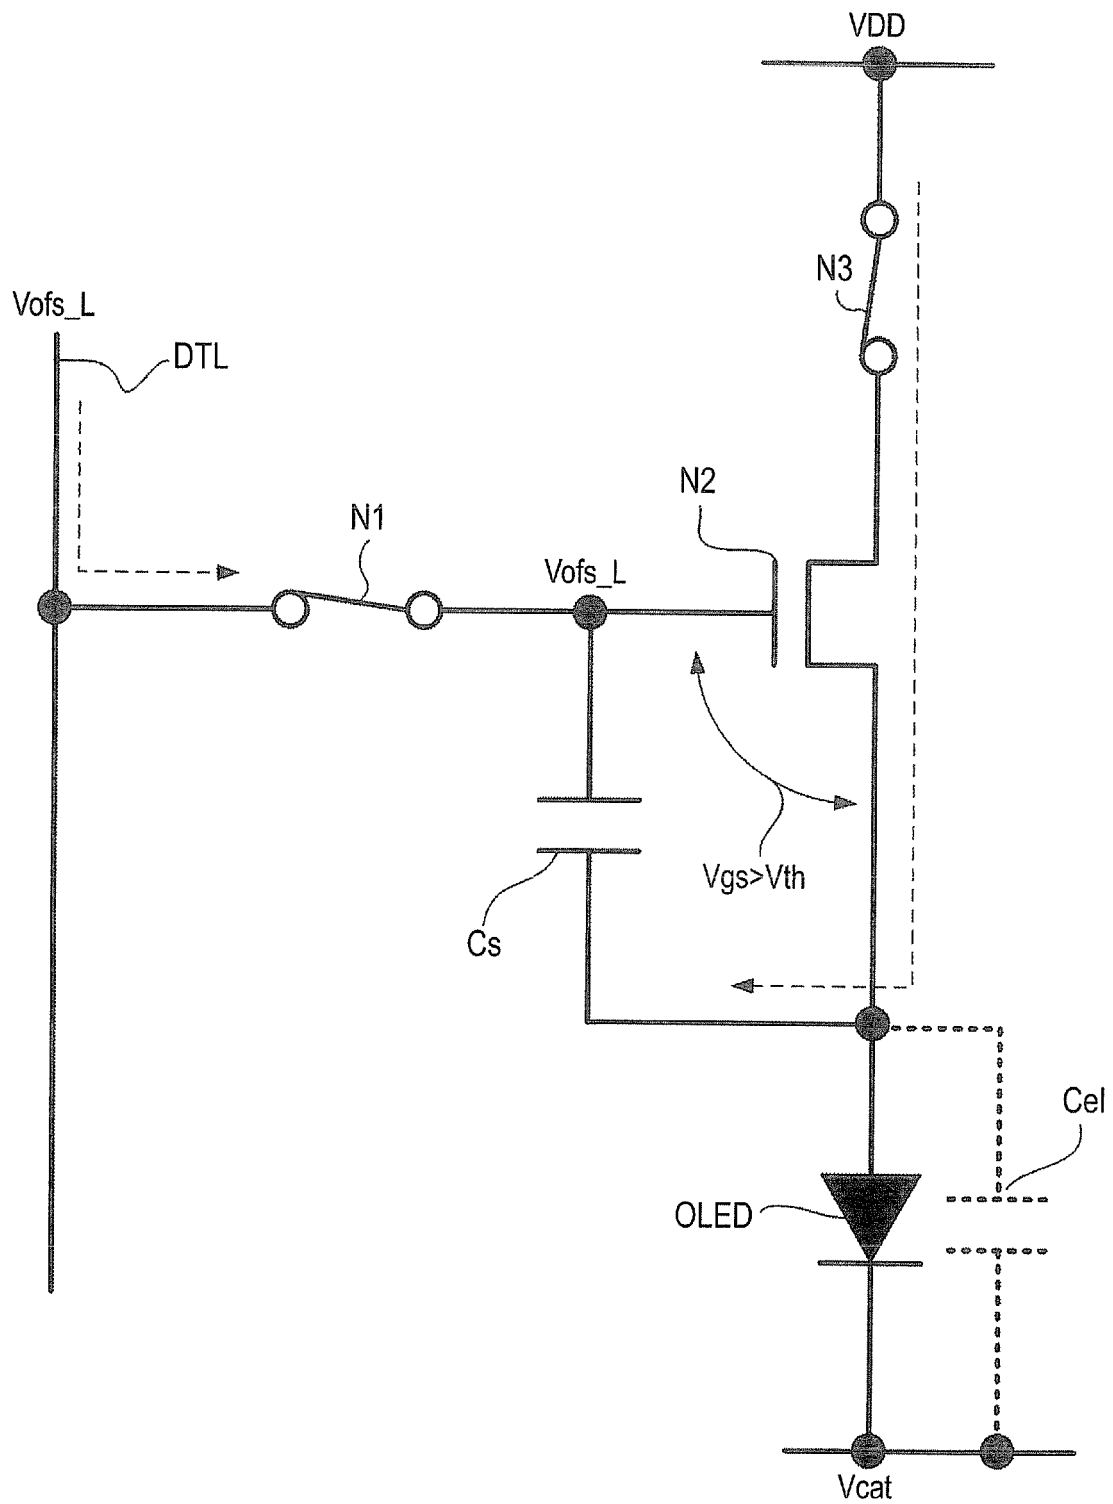 VDD
N3
Vofs_L
DTL
N2
N1
Vofs_L
Vgs>Vth
Cs
Cel
OLED
Vcat